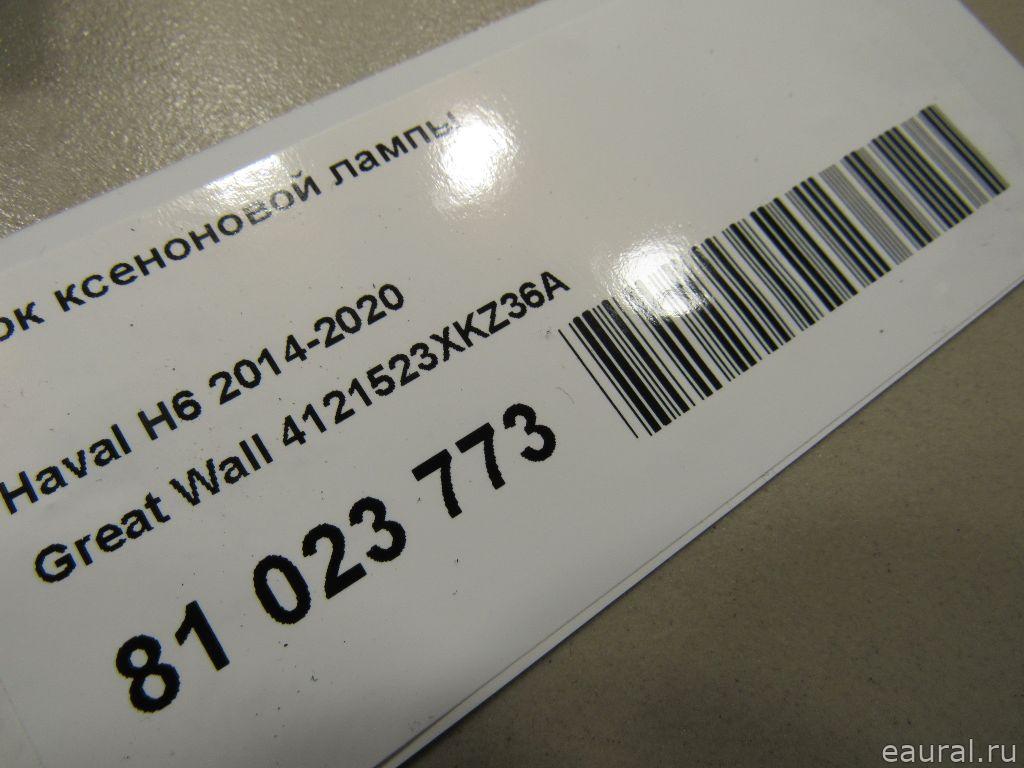 ок ксеноновой лампы
Haval H6 2014-2020
Great Wall 4121523XKZ36A
81 023 773
eaural.ru